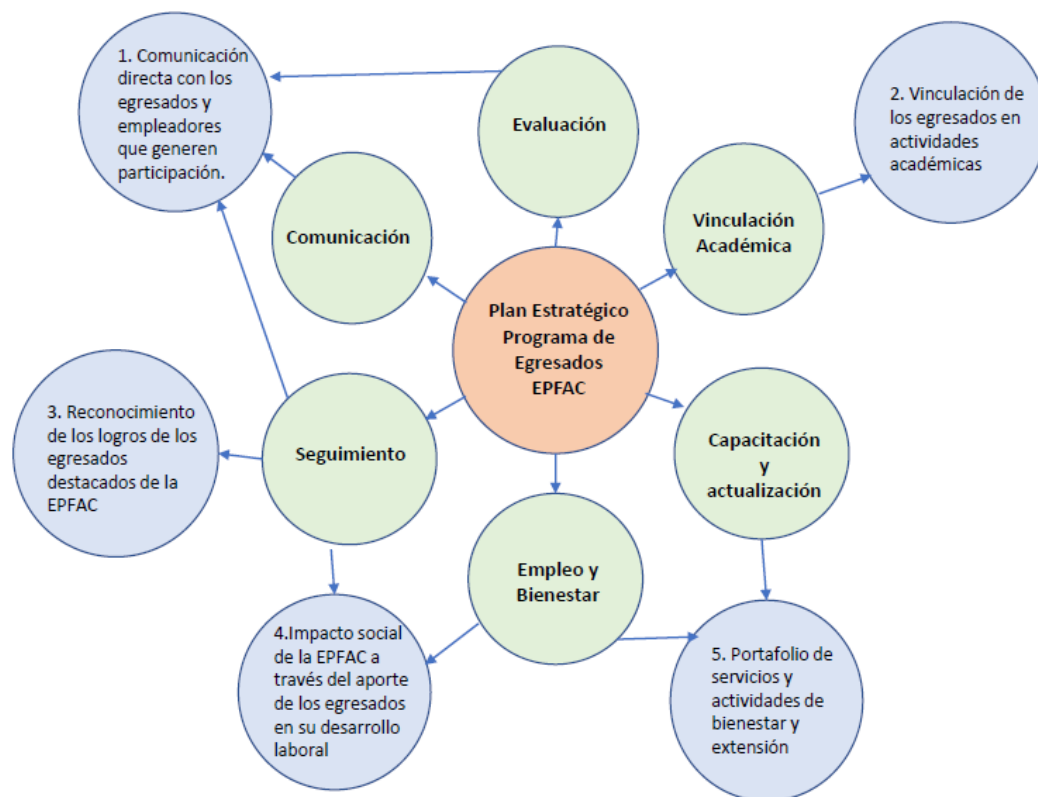 1. Comunicación
directa con los
egresados y
empleadores
que generen
participación.
Evaluación
2. Vinculación de
los egresados en
actividades
académicas
Comunicación
Vinculación
Académica
Plan Estratégico
Programa de
Egresados
EPFAC
3. Reconocimiento
de los logros de los
egresados
destacados de la
EPFAC
Seguimiento
Capacitación
y
actualización
Empleo y
Bienestar
4.Impacto social
de la EPFAC a
través del aporte
de los egresados
en su desarrollo
laboral
5. Portafolio de
servicios y
actividades de
bienestar y
extensión